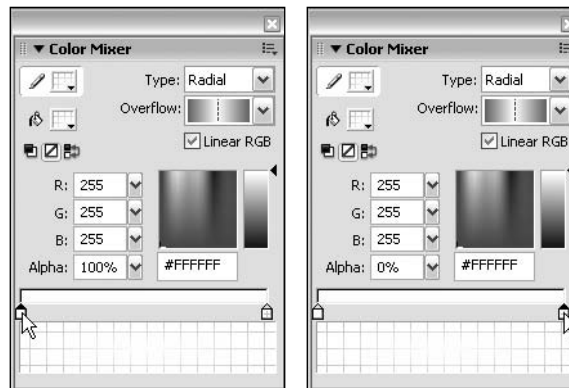 Color Mixer
Type: Radial
Overflow:
Linear RGB
R: 255
G: 255
B: 255
Alpha: 100%
#FFFFFF
Color Mixer
Type: Radial
Overflow:
Linear RGB
R: 255
G: 255
B: 255
Alpha: 0%
#FFFFFF